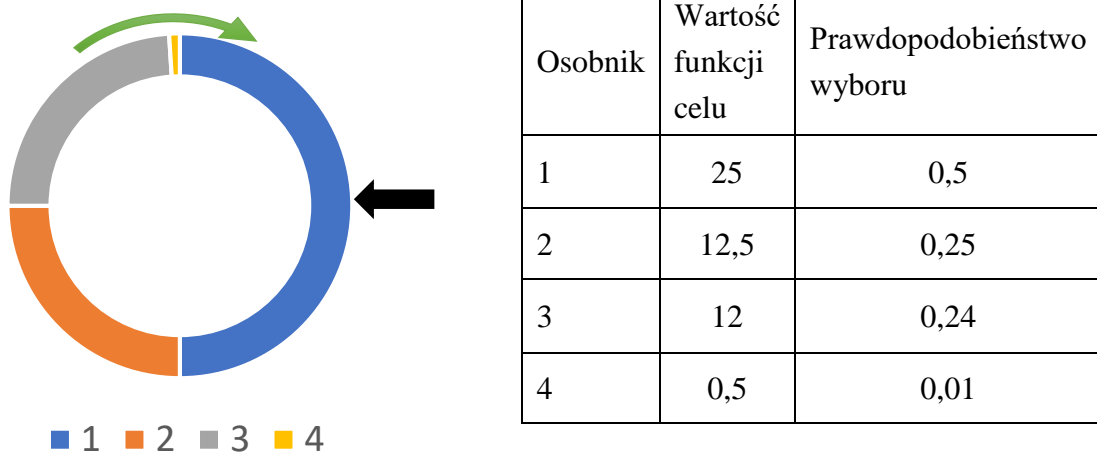 Osobnik
Wartość
funkcji
celu
Prawdopodobieństwo
wyboru
1 25 0,5
2 12,5 0,25
3 12 0,24
4 0,5 0,01
1 2 3 4